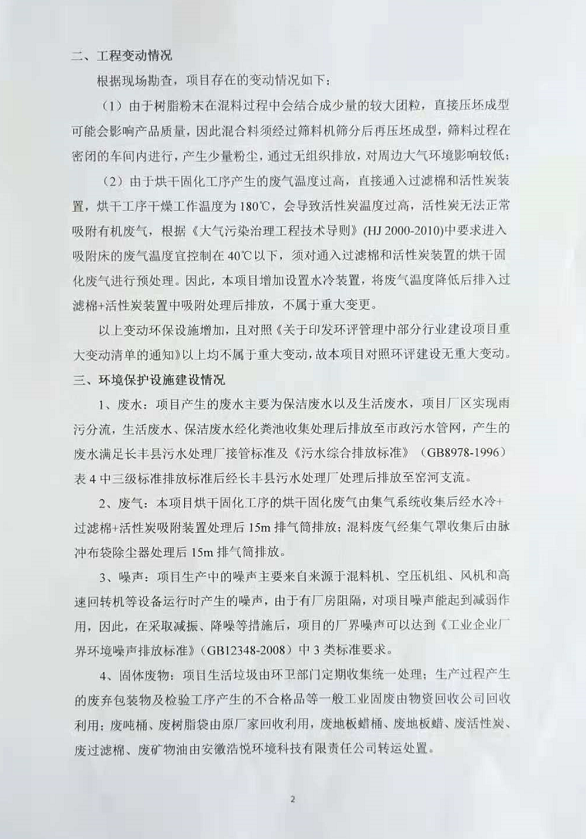 二、工程变动情况
根据现场勘查，项目存在的变动情况如下：
（1）由于树脂粉末在混料过程中会结合成少量的较大团粒，直接压坯成型
可能会影响产品质量，因此混合料须经过筛料机筛分后再压坯成型，筛料过程在
密闭的车间内进行，产生少量粉尘，通过无组织排放，对周边大气环境影响较低；
（2）由于烘干固化工序产生的废气温度过高，直接通入过滤棉和活性炭装
置，烘干工序干燥工作温度为 180℃，会导致活性炭温度过高，活性炭无法正常
吸附有机废气，根据《大气污染治理工程技术导则》(HJ 2000-2010)中要求进入
吸附床的废气温度宜控制在 40℃以下，须对通入过滤棉和活性炭装置的烘干固
化废气进行预处理。因此，本项目增加设置水冷装置，将废气温度降低后排入过
滤棉+活性炭装置中吸附处理后排放，不属于重大变更。
以上变动环保设施增加，且对照《关于印发环评管理中部分行业建设项目重
大变动清单的通知》以上均不属于重大变动，故本项目对照环评建设无重大变动。
三、环境保护设施建设情况
1、废水：项目产生的废水主要为保洁废水以及生活废水，项目厂区实现雨
污分流，生活废水、保洁废水经化粪池收集处理后排放至市政污水管网，产生的
废水满足长丰县污水处理厂接管标准及《污水综合排放标准》（GB8978-1996）
表 4 中三级标准排放标准后经长丰县污水处理厂处理后排放至窑河支流。
2、废气：本项目烘干固化工序的烘干固化废气由集气系统收集后经水冷+
过滤棉+活性炭吸附装置处理后 15m 排气筒排放；混料废气经集气罩收集后由脉
冲布袋除尘器处理后 15m 排气筒排放。
3、噪声：项目生产中的噪声主要来自来源于混料机、空压机组、风机和高
速回转机等设备运行时产生的噪声，由于有厂房阻隔，对项目噪声能起到减弱作
用，因此，在采取减振、降噪等措施后，项目的厂界噪声可以达到《工业企业厂
界环境噪声排放标准》（GB12348-2008）中 3 类标准要求。
4、固体废物：项目生活垃圾由环卫部门定期收集统一处理；生产过程产生
的废弃包装物及检验工序产生的不合格品等一般工业固废由物资回收公司回收
利用；废吨桶、废树脂袋由原厂家回收利用，废地板蜡桶、废地板蜡、废活性炭、
废过滤棉、废矿物油由安徽浩悦环境科技有限责任公司转运处置。
2